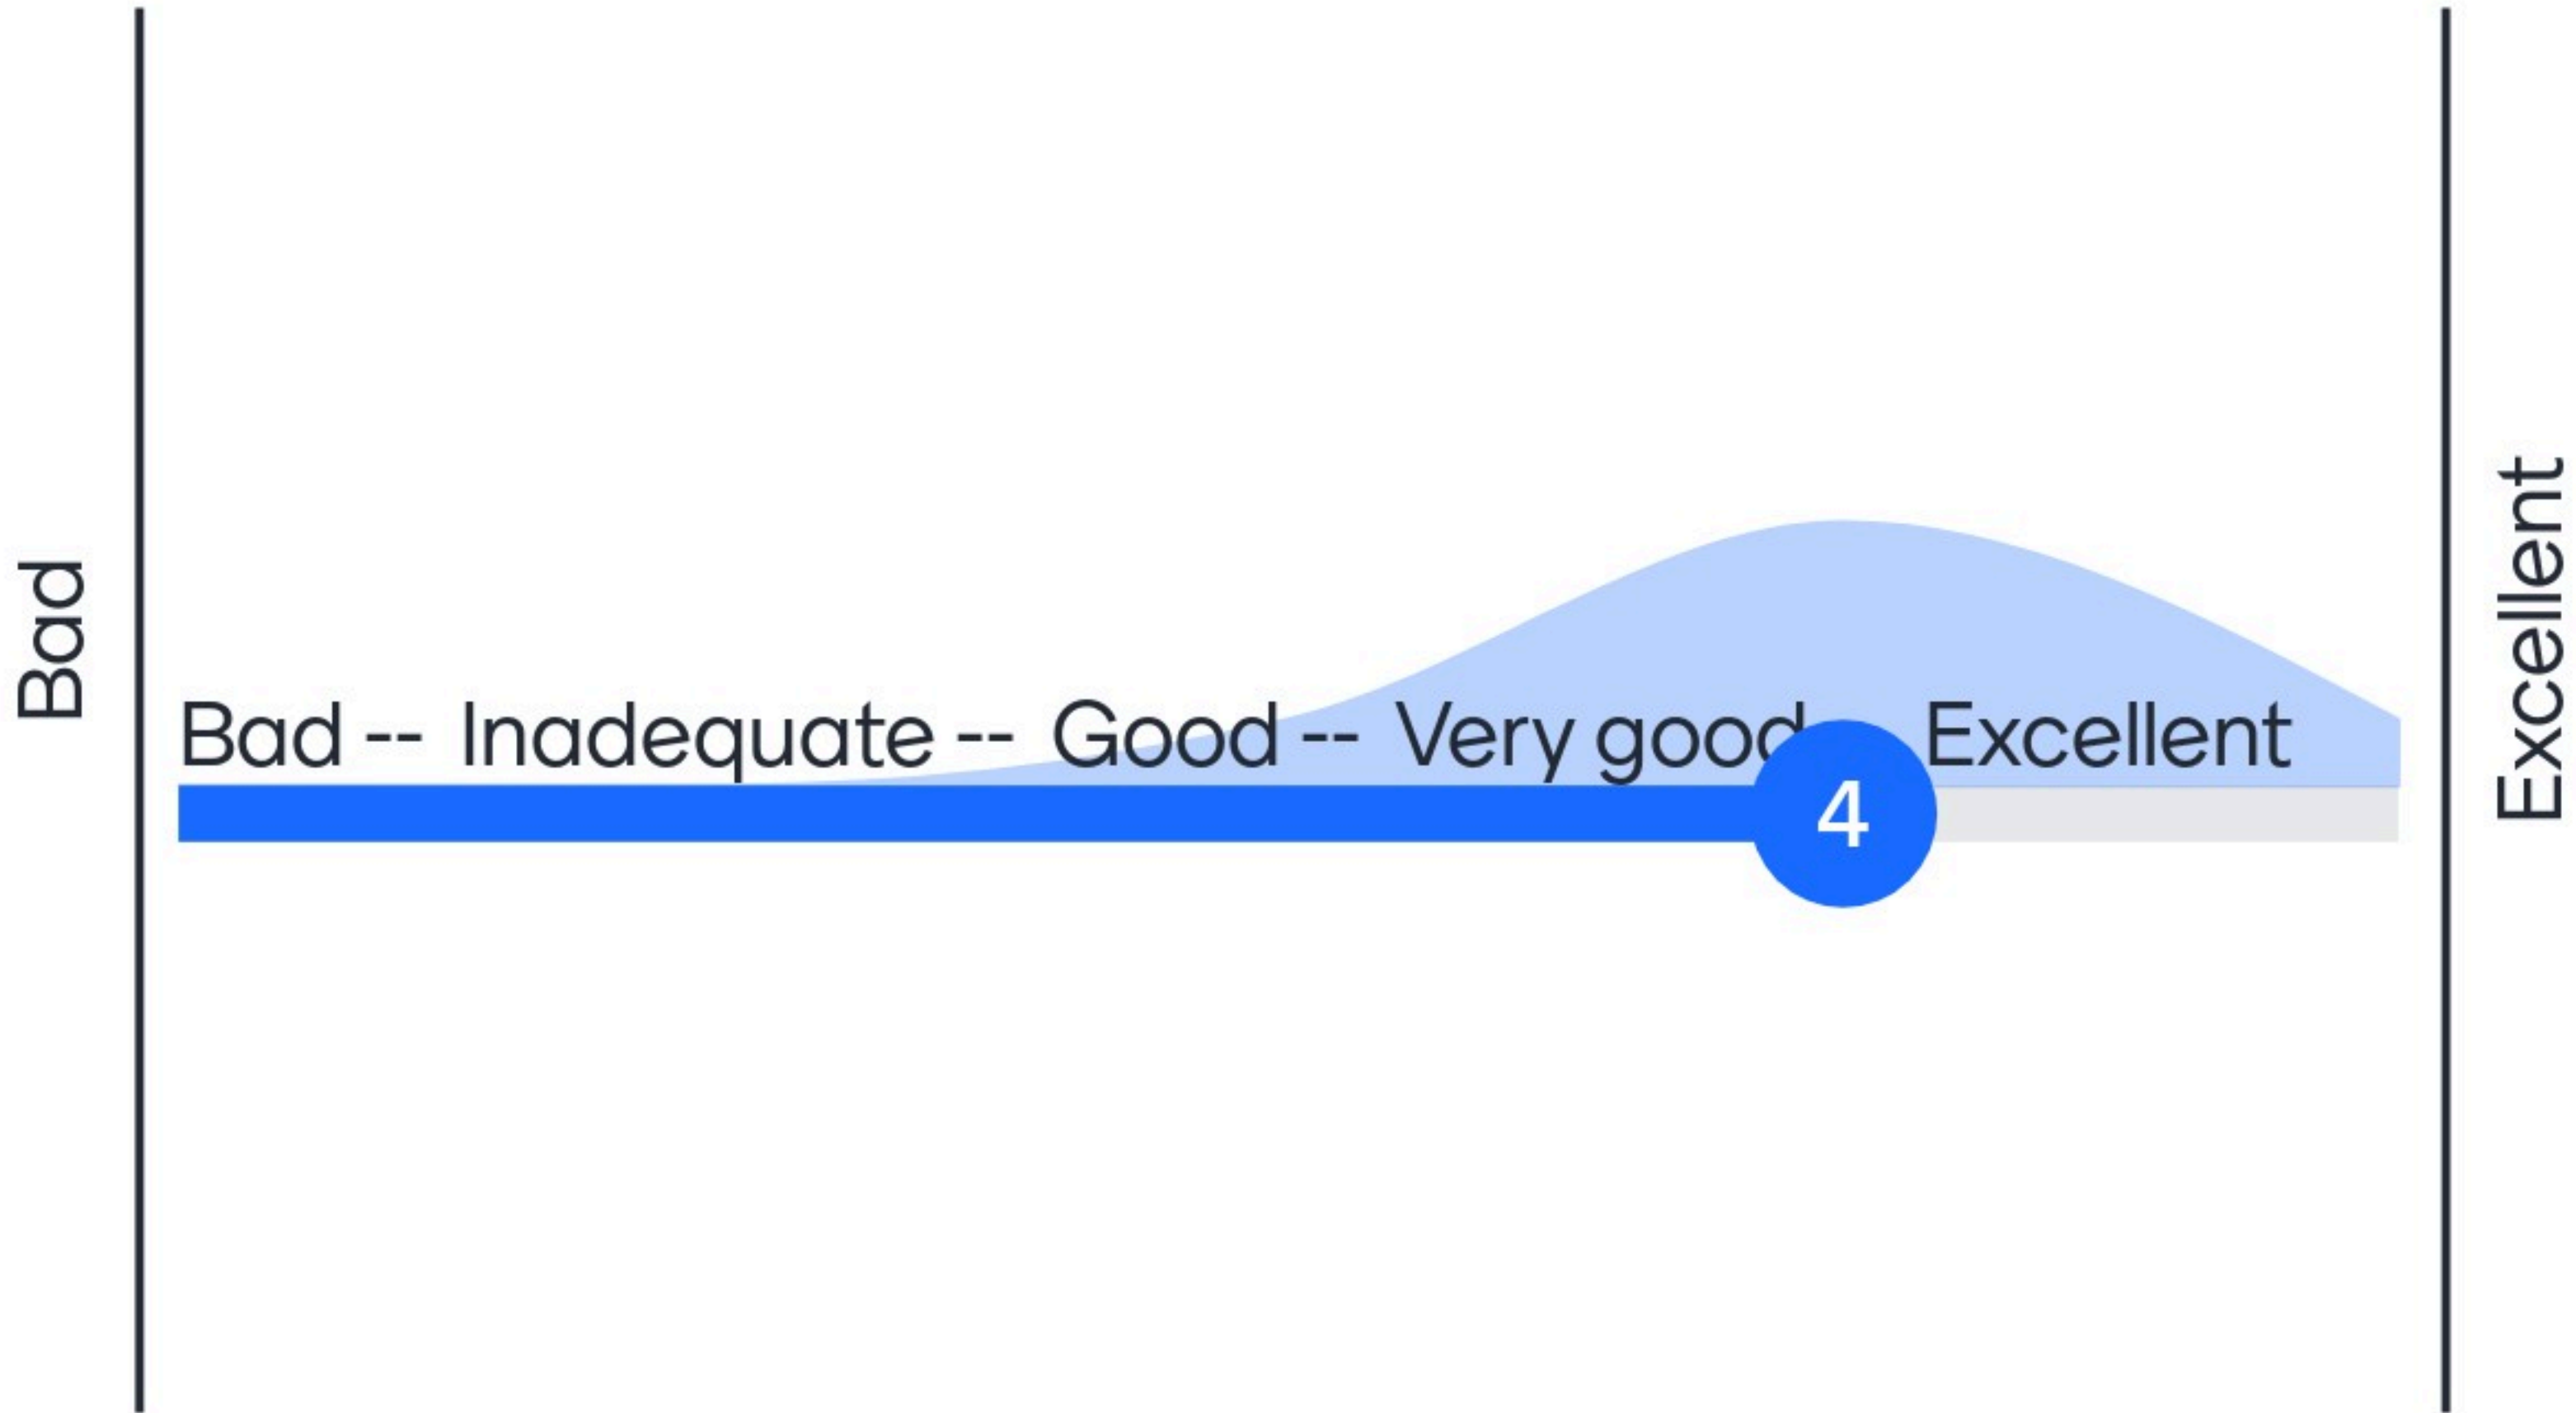 Bad
Bad -- Inadequate -- Good -- Very good Excellent
4
Excellent